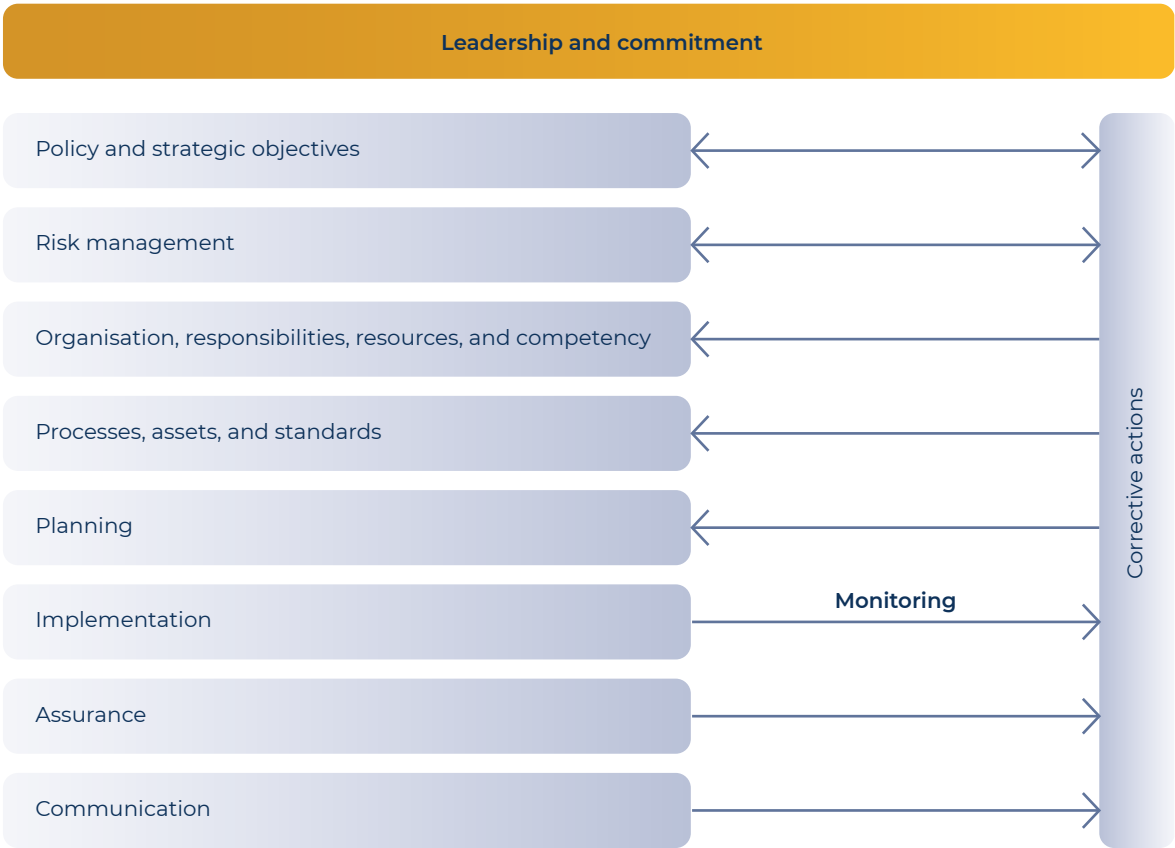 Leadership and commitment
Policy and strategic objectives
Risk management
Organisation, responsibilities, resources, and competency
Processes, assets, and standards
Planning
Implementation
Monitoring
Assurance
Communication
Corrective actions